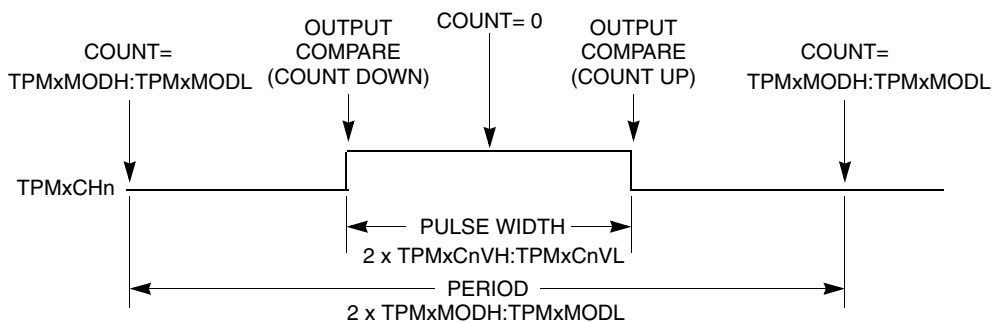 COUNT=
TPMxMODH:TPMxMODL
OUTPUT
COMPARE
(COUNT DOWN)
COUNT= 0
OUTPUT
COMPARE
(COUNT UP)
COUNT=
TPMxMODH:TPMxMODL
TPMxCHn
PULSE WIDTH
2 x TPMxCnVH:TPMxCnVL
PERIOD
2 x TPMxMODH:TPMxMODL